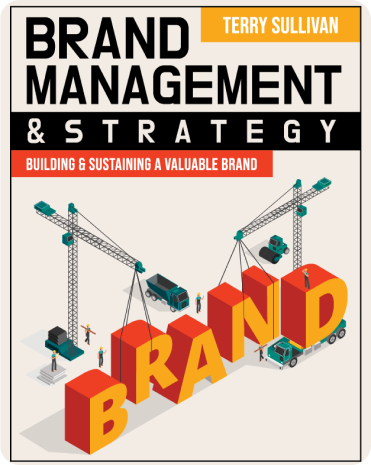 TERRY SULLIVAN
BRAND
MANAGEMENT
& STRATEGY
BUILDING & SUSTAINING A VALUABLE BRAND
BRAND